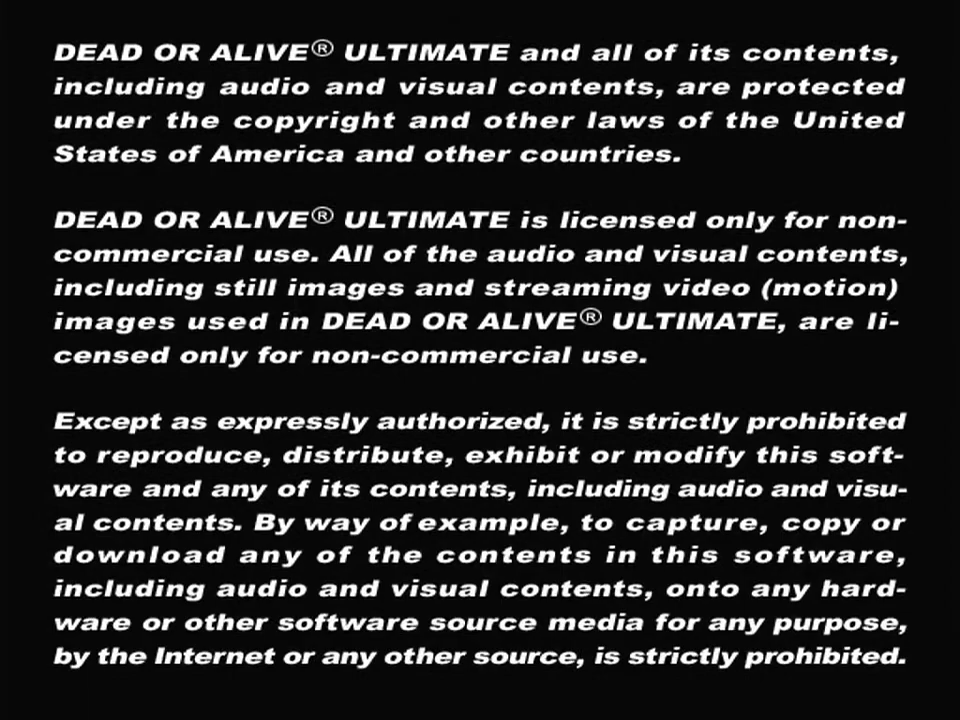 DEAD OR ALIVE® ULTIMATE and all of its contents,
including audio and visual contents, are protected
under the copyright and other laws of the United
States of America and other countries.
DEAD OR ALIVE® ULTIMATE is licensed only for non-
commercial use. All of the audio and visual contents,
including still images and streaming video (motion)
images used in DEAD OR ALIVE® ULTIMATE, are li-
censed only for non-commercial use.
Except as expressly authorized, it is strictly prohibited
to reproduce, distribute, exhibit or modify this soft-
ware and any of its contents, including audio and visu-
al contents. By way of example, to capture, copy or
download any of the contents in this software,
including audio and visual contents, onto any hard-
ware or other software source media for any purpose,
by the Internet or any other source, is strictly prohibited.